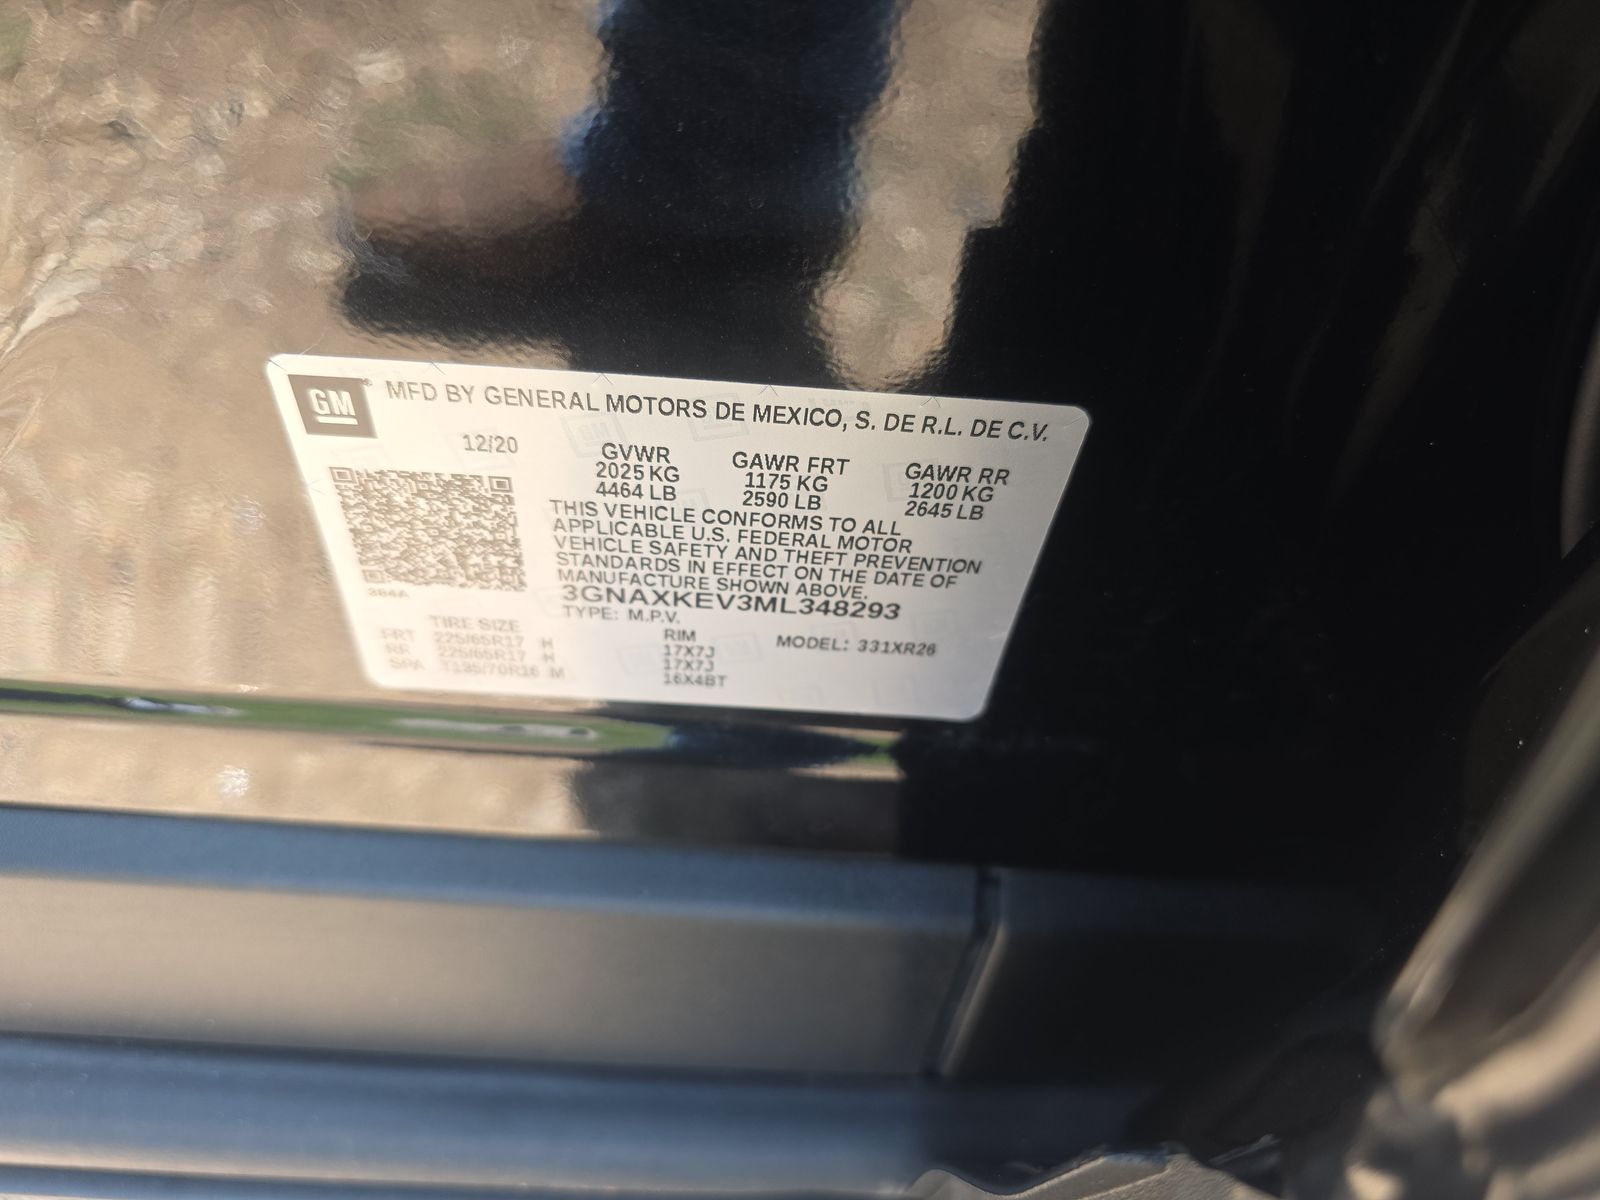 GM® MFD BY GENERAL MOTORS DE MEXICO, S. DE R.L. DE C.V.
12/20 GVWR GAWR FRT GAWR RR
2025 KG 1175 KG 1200 KG
4464 LB 2590 LB 2645 LB
THIS VEHICLE CONFORMS TO ALL
APPLICABLE U.S. FEDERAL MOTOR
VEHICLE SAFETY AND THEFT PREVENTION
STANDARDS IN EFFECT ON THE DATE OF
MANUFACTURE SHOWN ABOVE.
384A
3GNAXKEV3ML348293
TYPE: M.P.V. MODEL: 331XR26
TIRE SIZE RIM
FRT 225/65R17 H 17X7J
RR 225/65R17 H 17X7J
SPA T135/70R16 M 16X4BT